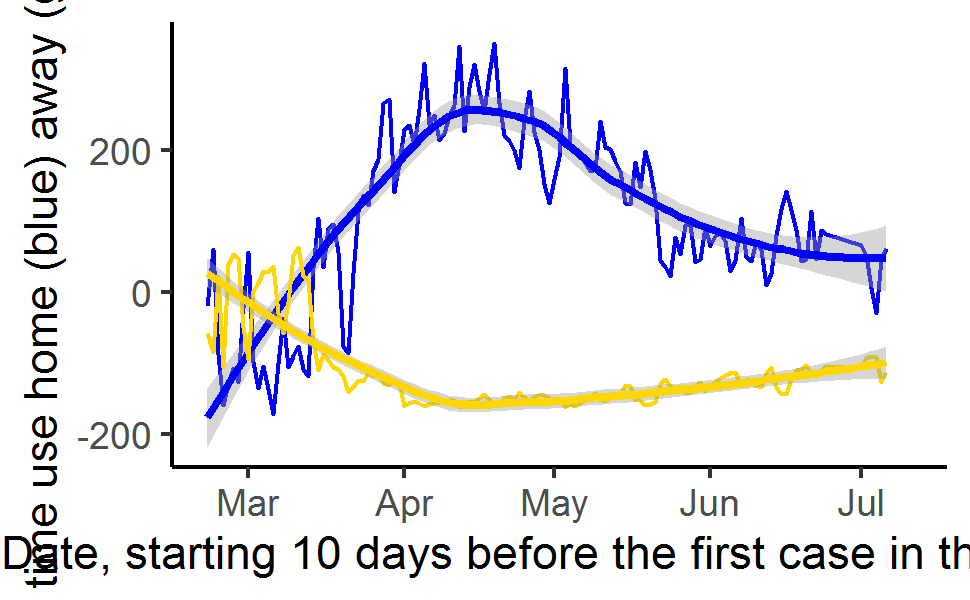 time use home (blue) away (
200
0
-200
Mar Apr May Jun Jul
Date, starting 10 days before the first case in th